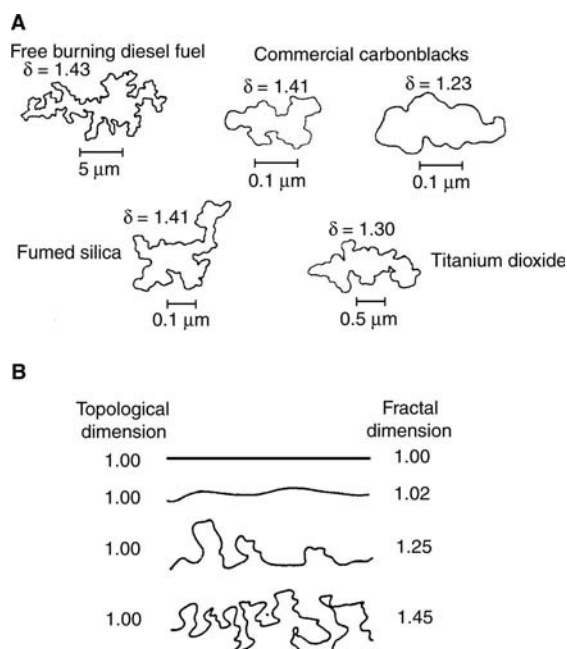 A
Free burning diesel fuel
δ = 1.43
5 μm
Commercial carbonblacks
δ = 1.41
0.1 μm
δ = 1.23
0.1 μm
δ = 1.41
Fumed silica
0.1 μm
δ = 1.30
Titanium dioxide
0.5 μm
B
Topological
dimension
Fractal
dimension
1.00
1.00
1.00
1.02
1.00
1.25
1.00
1.45